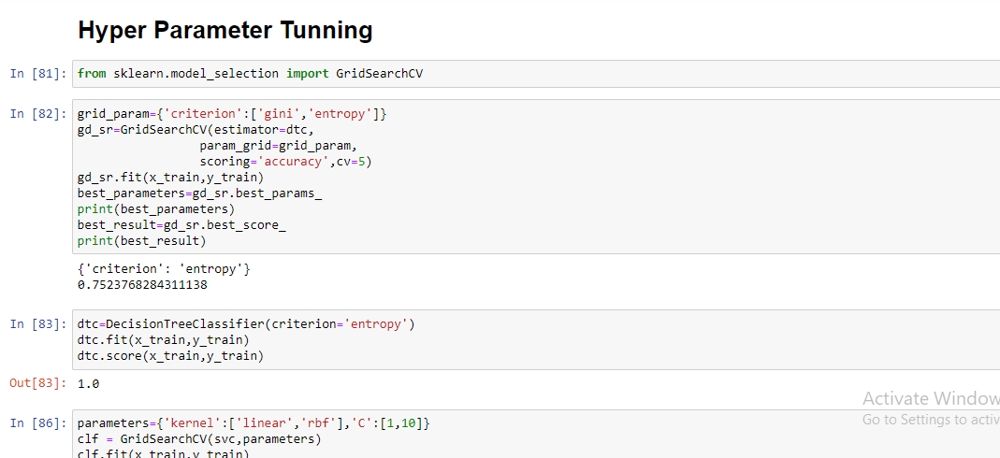 Hyper Parameter Tunning
In [81]: from sklearn.model_selection import GridSearchCV
In [82]: grid_param={'criterion':['gini','entropy']}
gd_sr=GridSearchCV(estimator=dtc,
param_grid=grid_param,
scoring='accuracy',cv=5)
gd_sr.fit(x_train,y_train)
best_parameters=gd_sr.best_params_
print(best_parameters)
best_result=gd_sr.best_score_
print(best_result)
{'criterion': 'entropy'}
0.7523768284311138
In [83]: dtc=DecisionTreeClassifier(criterion='entropy')
dtc.fit(x_train,y_train)
dtc.score(x_train,y_train)
Out[83]: 1.0
Activate Window
Go to Settings to activ
In [86]: parameters={'kernel':['linear','rbf'],'C':[1,10]}
clf = GridSearchCV(svc,parameters)
clf.fit(x_train,y_train)